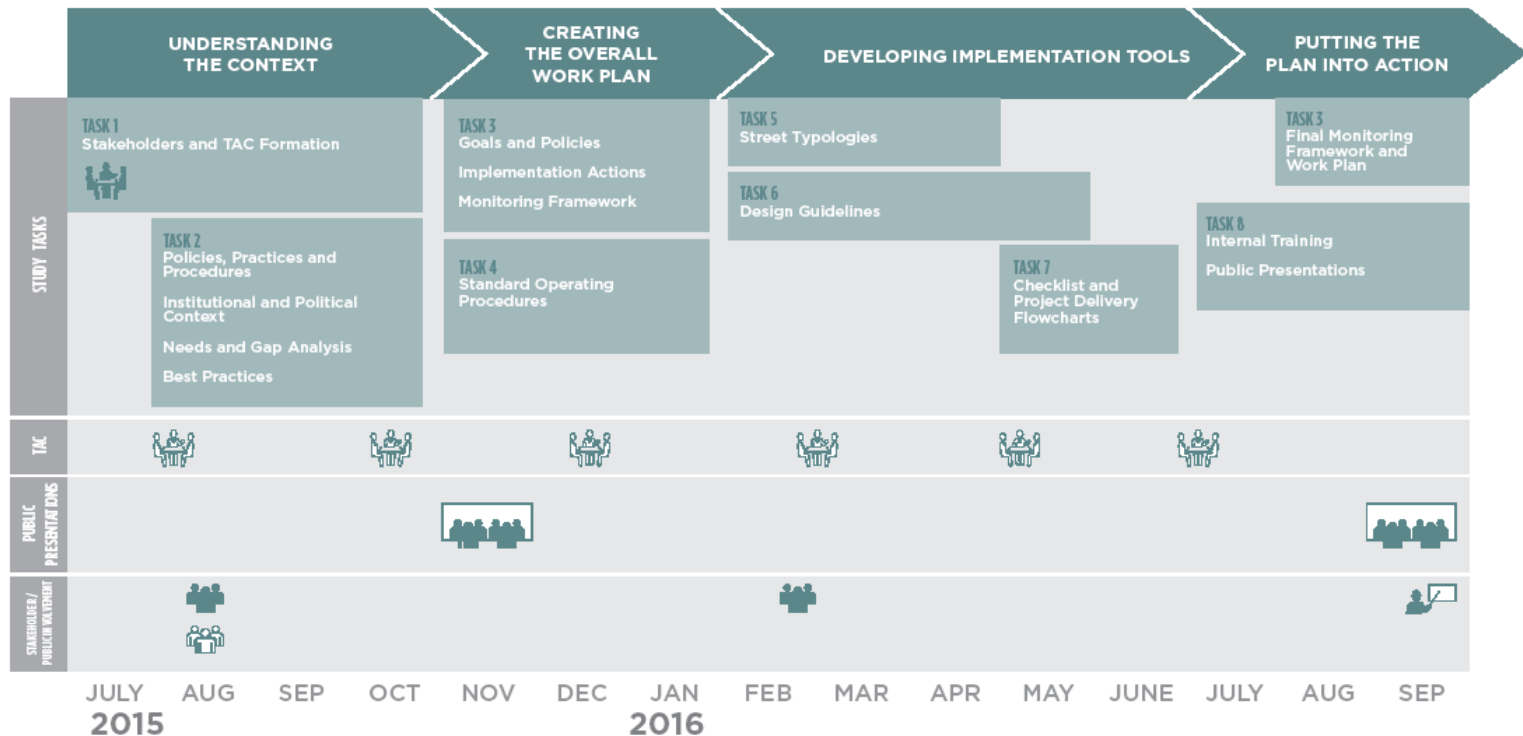 UNDERSTANDING
THE CONTEXT
CREATING
THE OVERALL
WORK PLAN
DEVELOPING IMPLEMENTATION TOOLS
PUTTING THE
PLAN INTO ACTION
STUDY TASKS
TASK 1
Stakeholders and TAC Formation
TASK 2
Policies, Practices and
Procedures
Institutional and Political
Context
Needs and Gap Analysis
Best Practices
TASK 3
Goals and Policies
Implementation Actions
Monitoring Framework
TASK 4
Standard Operating
Procedures
TASK 5
Street Typologies
TASK 6
Design Guidelines
TASK 7
Checklist and
Project Delivery
Flowcharts
TASK 3
Final Monitoring
Framework and
Work Plan
TASK 8
Internal Training
Public Presentations
TAC
PUBLIC
PRESENTATIONS
STAKEHOLDER /
PUBLIC INVOLVEMENT
JULY AUG SEP OCT NOV DEC JAN FEB MAR APR MAY JUNE JULY AUG SEP
2015 2016